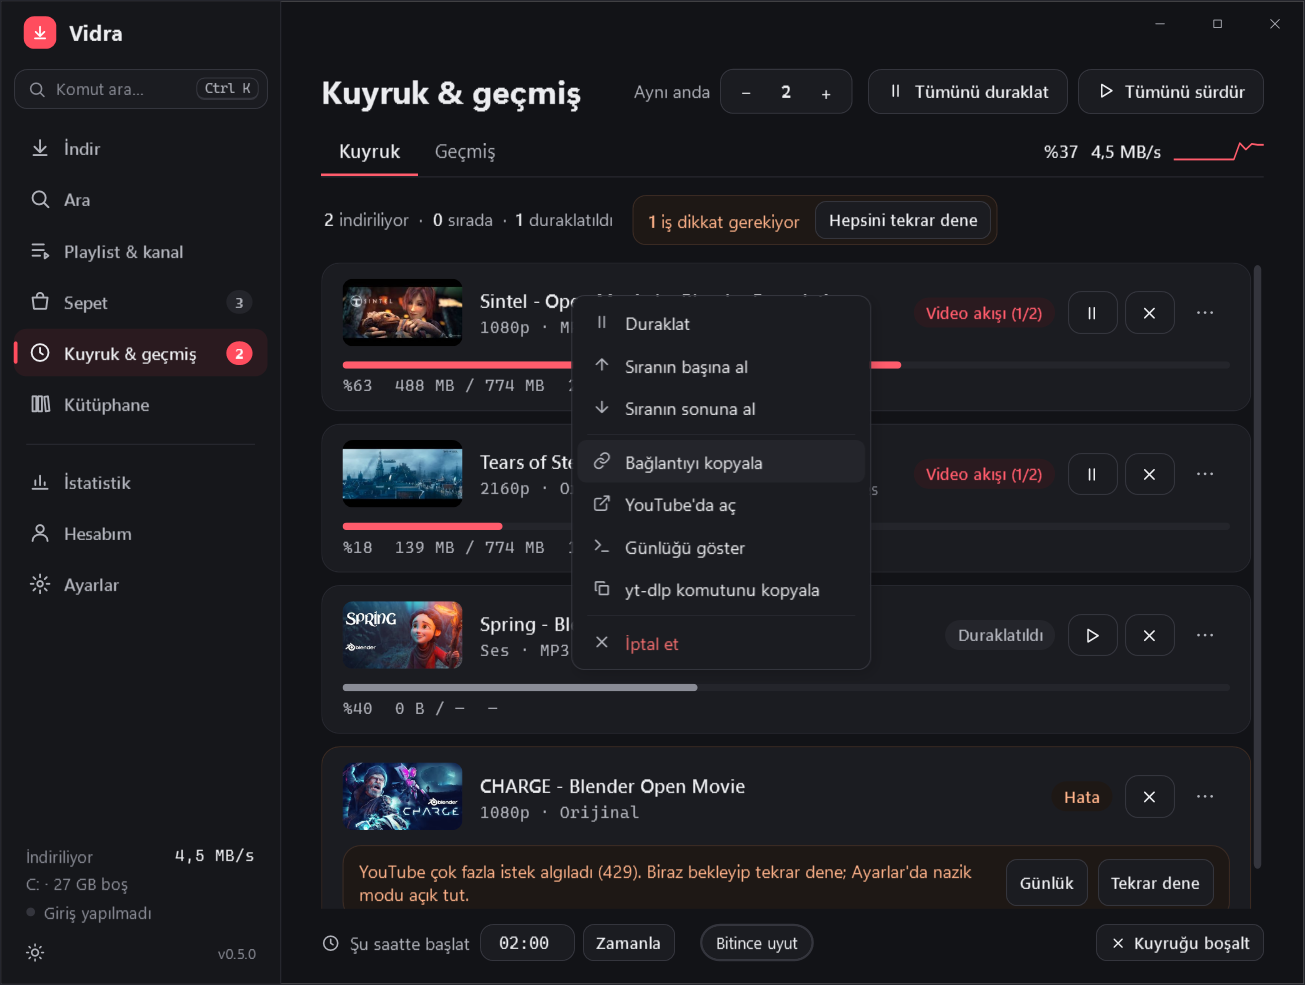 Vidra
Komut ara...
Ctrl K
İndir
Ara
Playlist & kanal
Sepet
3
Kuyruk & geçmiş
2
Kütüphane
İstatistik
Hesabım
Ayarlar
İndiriliyor
4,5 MB/s
C: · 27 GB boş
Giriş yapılmadı
v0.5.0
Kuyruk & geçmiş
Aynı anda
− 2 +
Tümünü duraklat
Tümünü sürdür
Kuyruk
Geçmiş
%37 4,5 MB/s
2 indiriliyor · 0 sırada · 1 duraklatıldı
1 iş dikkat gerekiyor
Hepsini tekrar dene
SINTEL
Sintel -
1080p ·
Video akışı (1/2)
%63 488 MB / 774 MB
Tears of
2160p ·
Video akışı (1/2)
%18 139 MB / 774 MB
Duraklat
Sıranın başına al
Sıranın sonuna al
Bağlantıyı kopyala
YouTube'da aç
Günlüğü göster
yt-dlp komutunu kopyala
İptal et
SPRING
blender
Spring -
Ses · MP3
Duraklatıldı
%40 0 B / — —
blender
CHARGE
CHARGE - Blender Open Movie
1080p · Orijinal
Hata
YouTube çok fazla istek algıladı (429). Biraz bekleyip tekrar dene; Ayarlar'da nazik
modu açık tut.
Günlük
Tekrar dene
Şu saatte başlat
02:00
Zamanla
Bitince uyut
Kuyruğu boşalt